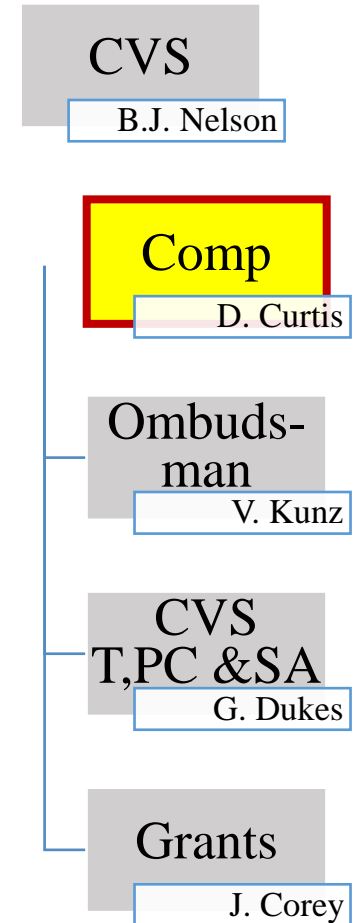 CVS
B.J. Nelson
Comp
D. Curtis
Ombuds-
man
V. Kunz
CVS
T,PC &SA
G. Dukes
Grants
J. Corey